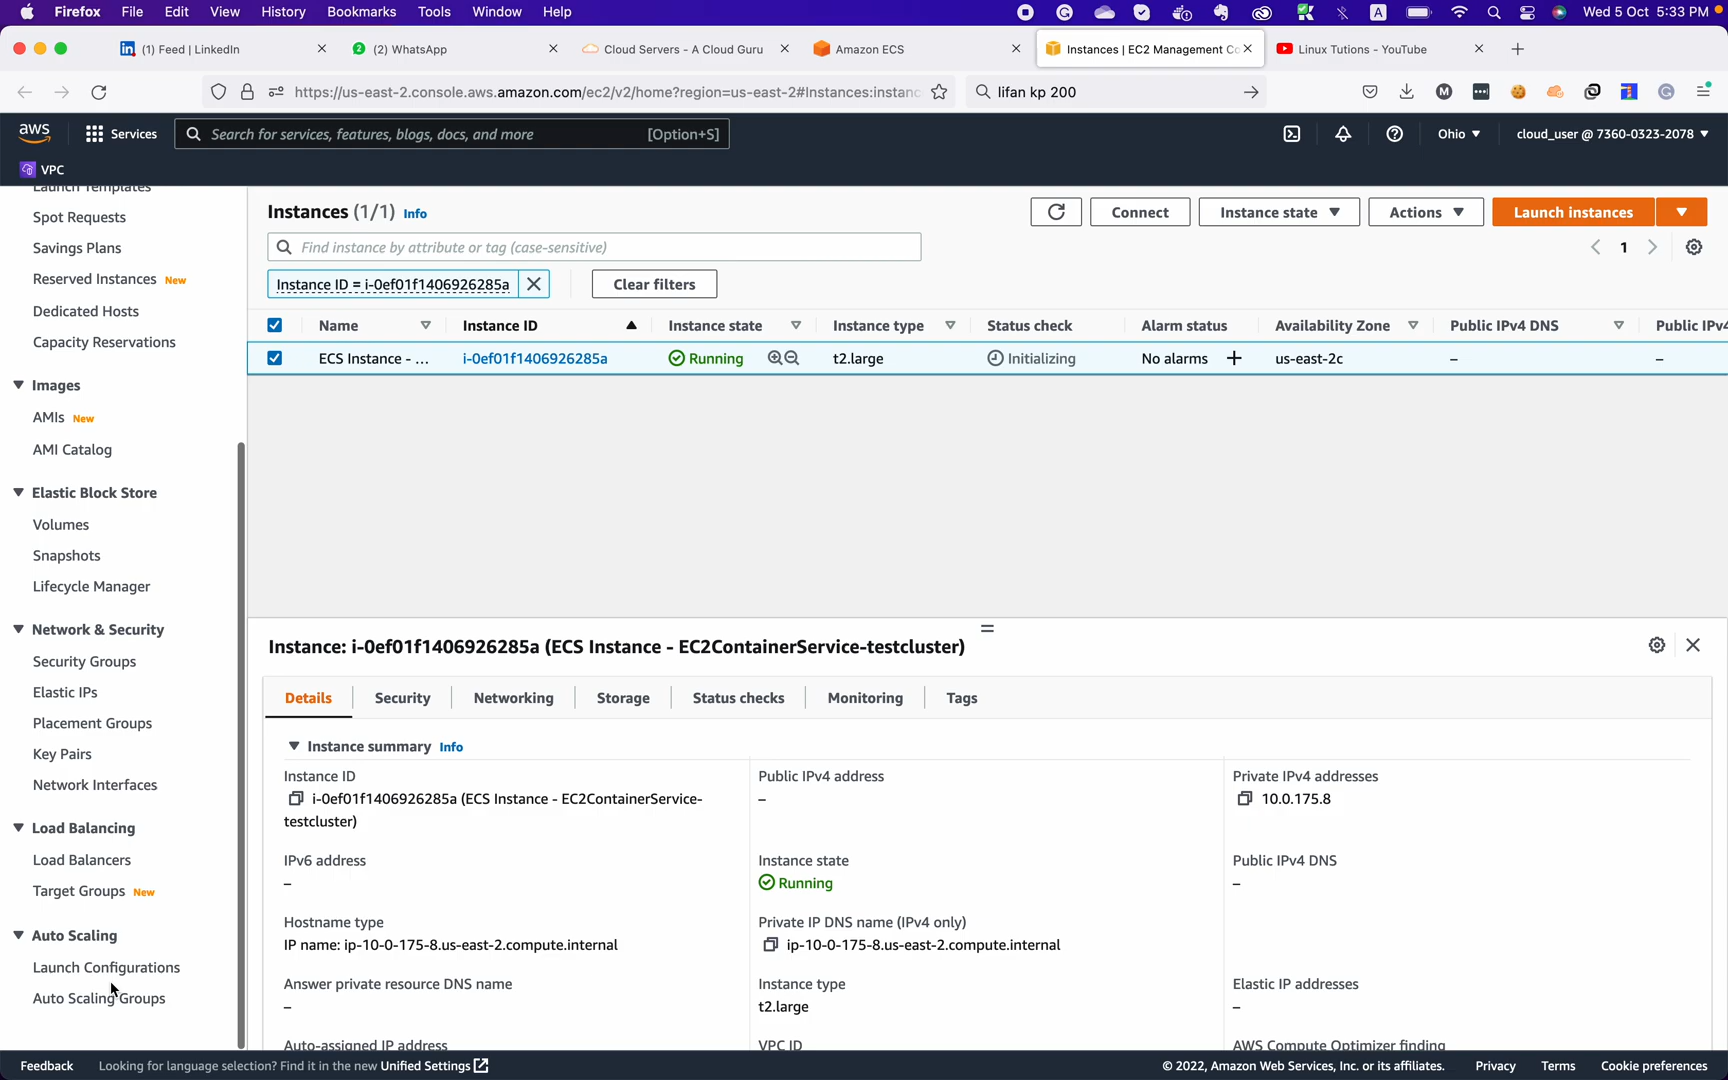 Firefox File Edit View History Bookmarks Tools Window Help A Wed 5 Oct 5:33 PM
(1) Feed | LinkedIn (2) WhatsApp Cloud Servers - A Cloud Guru Amazon ECS Instances | EC2 Management Co Linux Tutions - YouTube
https://us-east-2.console.aws.amazon.com/ec2/v2/home?region=us-east-2#Instances:instanc lifan kp 200
aws Services Search for services, features, blogs, docs, and more [Option+S] Ohio cloud_user @ 7360-0323-2078
VPC
Launch Templates
Spot Requests
Savings Plans
Reserved Instances New
Dedicated Hosts
Capacity Reservations
Images
AMIs New
AMI Catalog
Elastic Block Store
Volumes
Snapshots
Lifecycle Manager
Network & Security
Security Groups
Elastic IPs
Placement Groups
Key Pairs
Network Interfaces
Load Balancing
Load Balancers
Target Groups New
Auto Scaling
Launch Configurations
Auto Scaling Groups
Instances (1/1) Info Connect Instance state Actions Launch instances
Find instance by attribute or tag (case-sensitive) 1
Instance ID = i-0ef01f1406926285a Clear filters
Name Instance ID Instance state Instance type Status check Alarm status Availability Zone Public IPv4 DNS Public IPv4
ECS Instance - ... i-0ef01f1406926285a Running t2.large Initializing No alarms + us-east-2c – –
Instance: i-0ef01f1406926285a (ECS Instance - EC2ContainerService-testcluster)
Details Security Networking Storage Status checks Monitoring Tags
Instance summary Info
Instance ID Public IPv4 address Private IPv4 addresses
i-0ef01f1406926285a (ECS Instance - EC2ContainerService- – 10.0.175.8
testcluster)
IPv6 address Instance state Public IPv4 DNS
– Running –
Hostname type Private IP DNS name (IPv4 only)
IP name: ip-10-0-175-8.us-east-2.compute.internal ip-10-0-175-8.us-east-2.compute.internal
Answer private resource DNS name Instance type Elastic IP addresses
– t2.large –
Auto-assigned IP address VPC ID AWS Compute Optimizer finding
Feedback Looking for language selection? Find it in the new Unified Settings © 2022, Amazon Web Services, Inc. or its affiliates. Privacy Terms Cookie preferences